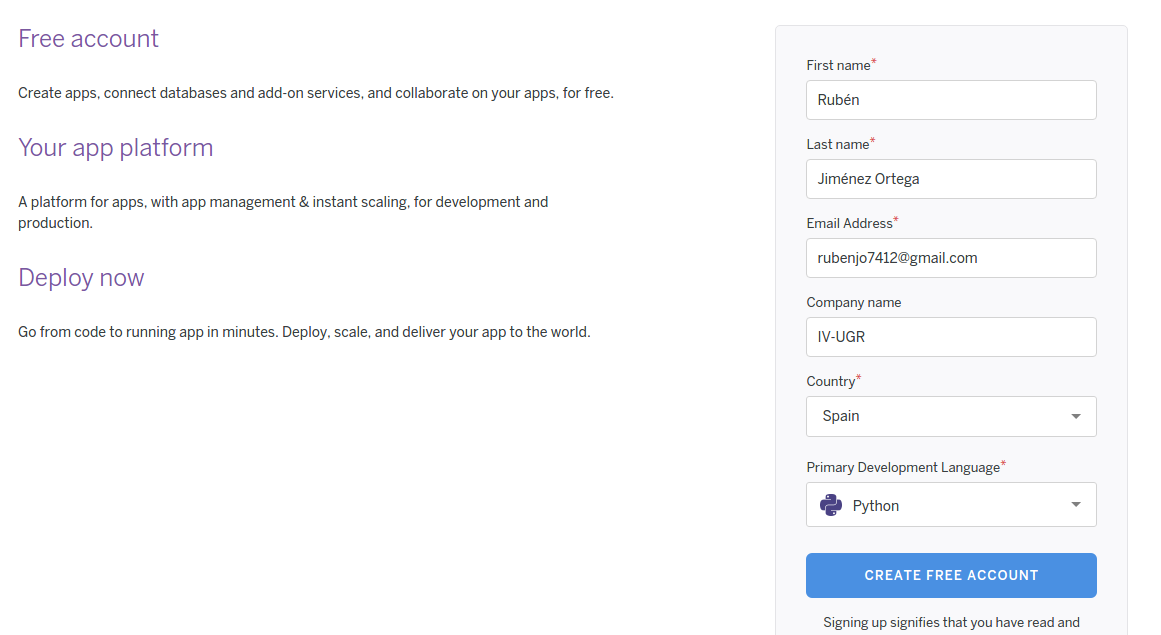 Free account
Create apps, connect databases and add-on services, and collaborate on your apps, for free.
Your app platform
A platform for apps, with app management & instant scaling, for development and
production.
Deploy now
Go from code to running app in minutes. Deploy, scale, and deliver your app to the world.
First name*
Rubén
Last name*
Jiménez Ortega
Email Address*
rubenjo7412@gmail.com
Company name
IV-UGR
Country*
Spain
Primary Development Language*
Python
CREATE FREE ACCOUNT
Signing up signifies that you have read and